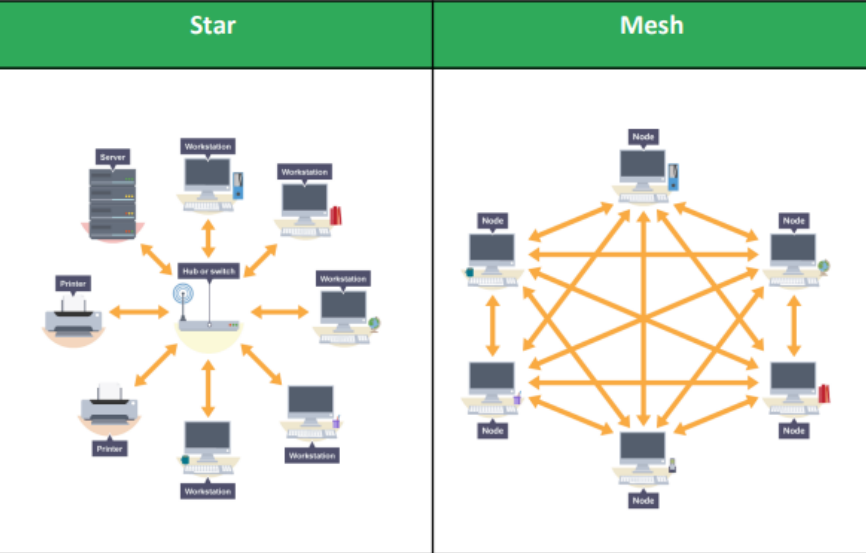 Star
Mesh
Server
Workstation
Workstation
Hub or switch
Printer
Workstation
Printer
Workstation
Workstation
Node
Node
Node
Node
Node
Node